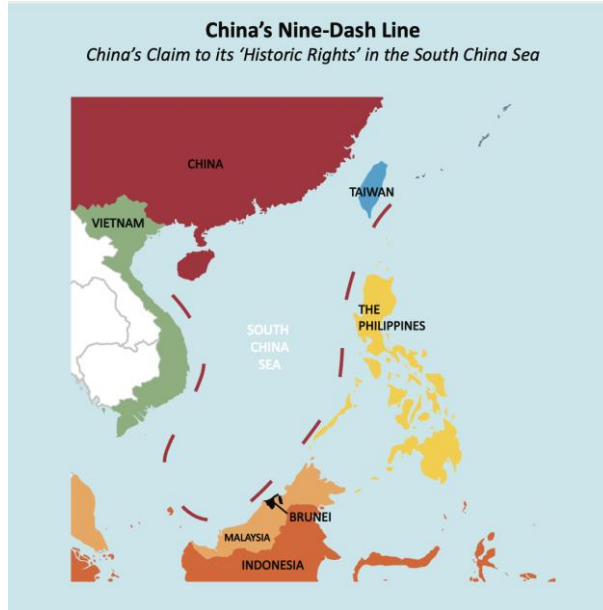 China's Nine-Dash Line
China's Claim to its 'Historic Rights' in the South China Sea
CHINA
TAIWAN
VIETNAM
THE
PHILIPPINES
SOUTH
CHINA
SEA
BRUNEI
MALAYSIA
INDONESIA